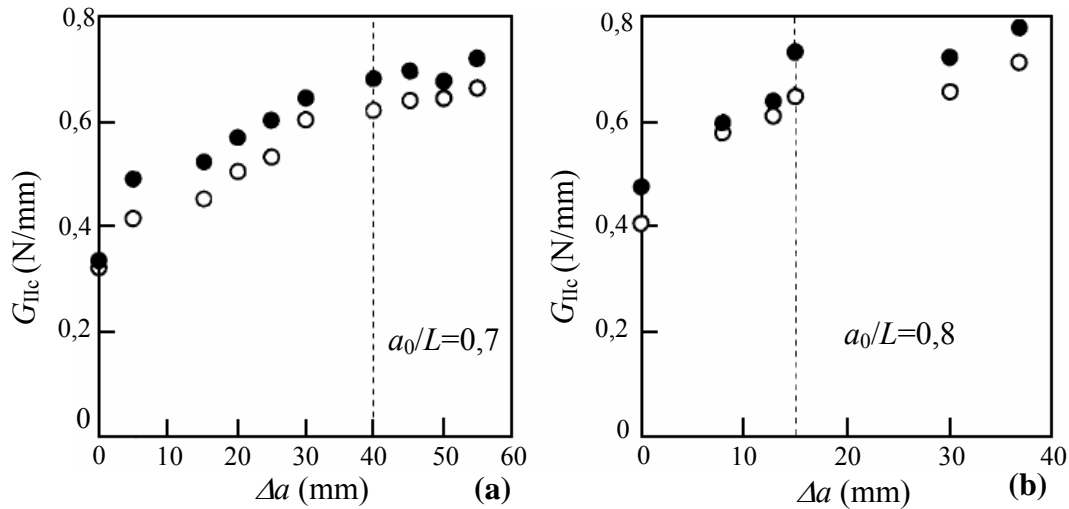 0,8
0,6
0,4
0,2
0
G_IIc (N/mm)
0 10 20 30 40 50 60
Δa (mm)
a₀/L=0,7
(a)
0,8
0,6
0,4
0,2
0
G_IIc (N/mm)
0 10 20 30 40
Δa (mm)
a₀/L=0,8
(b)